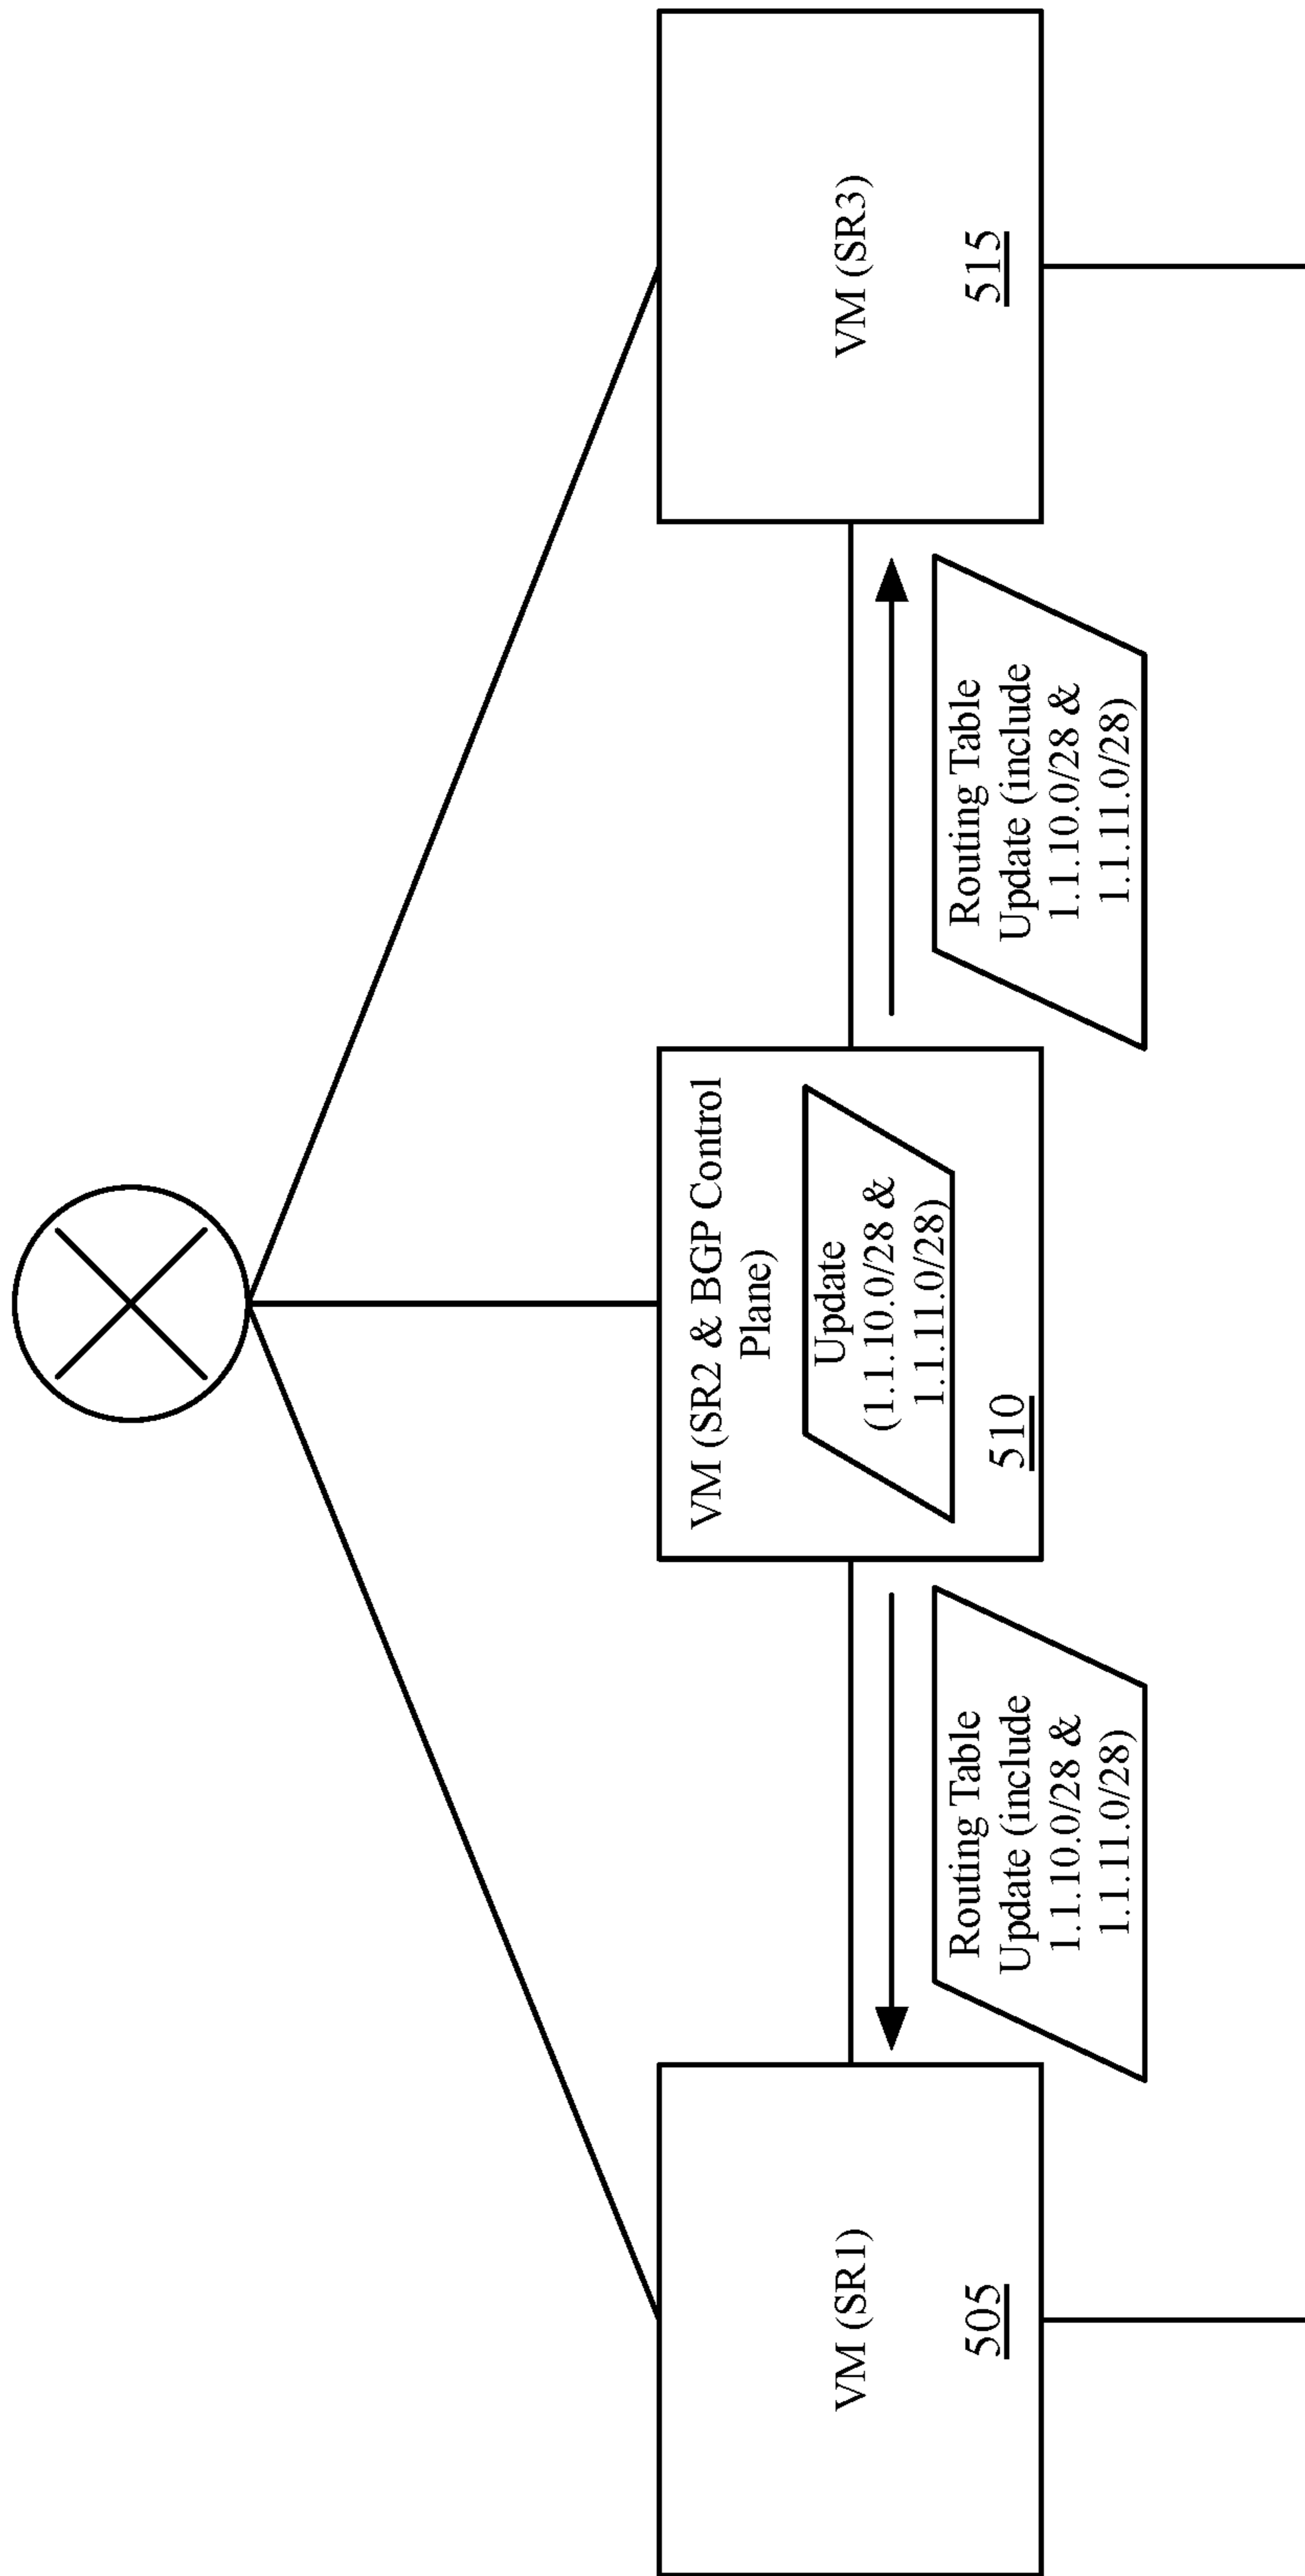 VM (SR1)
505
Routing Table
Update (include
1.1.10.0/28 &
1.1.11.0/28)
VM (SR2 & BGP Control
Plane)
Update
(1.1.10.0/28 &
1.1.11.0/28)
510
Routing Table
Update (include
1.1.10.0/28 &
1.1.11.0/28)
VM (SR3)
515